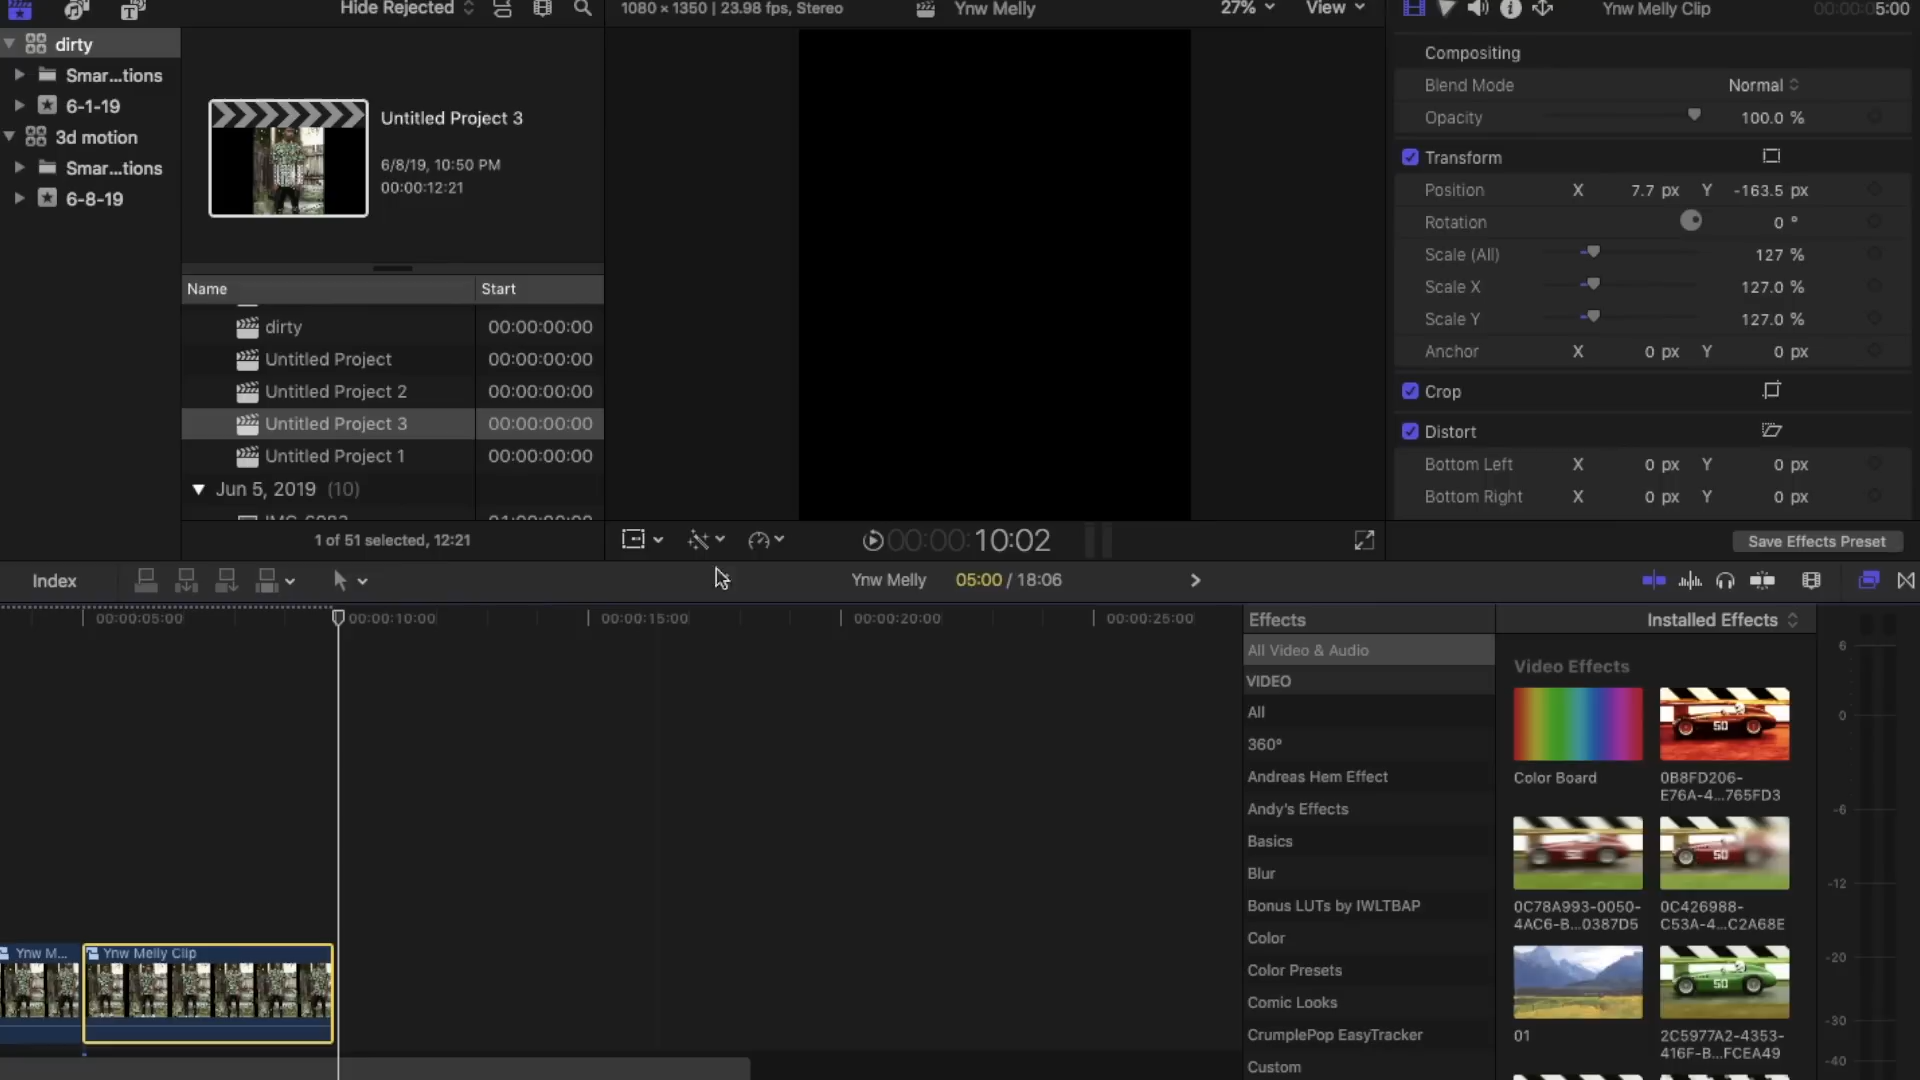 Hide Rejected
1080 × 1350 | 23.98 fps, Stereo
Ynw Melly
27%
View
Ynw Melly Clip
00:00:05:00
dirty
Smar...tions
6-1-19
3d motion
Smar...tions
6-8-19
Untitled Project 3
6/8/19, 10:50 PM
00:00:12:21
Name
Start
dirty
00:00:00:00
Untitled Project
00:00:00:00
Untitled Project 2
00:00:00:00
Untitled Project 3
00:00:00:00
Untitled Project 1
00:00:00:00
Jun 5, 2019 (10)
1 of 51 selected, 12:21
Compositing
Blend Mode
Normal
Opacity
100.0 %
Transform
Position X 7.7 px Y -163.5 px
Rotation 0 °
Scale (All) 127 %
Scale X 127.0 %
Scale Y 127.0 %
Anchor X 0 px Y 0 px
Crop
Distort
Bottom Left X 0 px Y 0 px
Bottom Right X 0 px Y 0 px
Save Effects Preset
00:00:10:02
Index
Ynw Melly
05:00 / 18:06
00:00:05:00
00:00:10:00
00:00:15:00
00:00:20:00
00:00:25:00
Ynw M...
Ynw Melly Clip
Effects
Installed Effects
All Video & Audio
VIDEO
All
360°
Andreas Hem Effect
Andy's Effects
Basics
Blur
Bonus LUTs by IWLTBAP
Color
Color Presets
Comic Looks
CrumplePop EasyTracker
Custom
Video Effects
Color Board
0B8FD206-
E76A-4...765FD3
0C78A993-0050-
4AC6-B...0387D5
0C426988-
C53A-4...C2A68E
01
2C5977A2-4353-
416F-B...FCEA49
50
50
50
6
0
-6
-12
-20
-30
-40